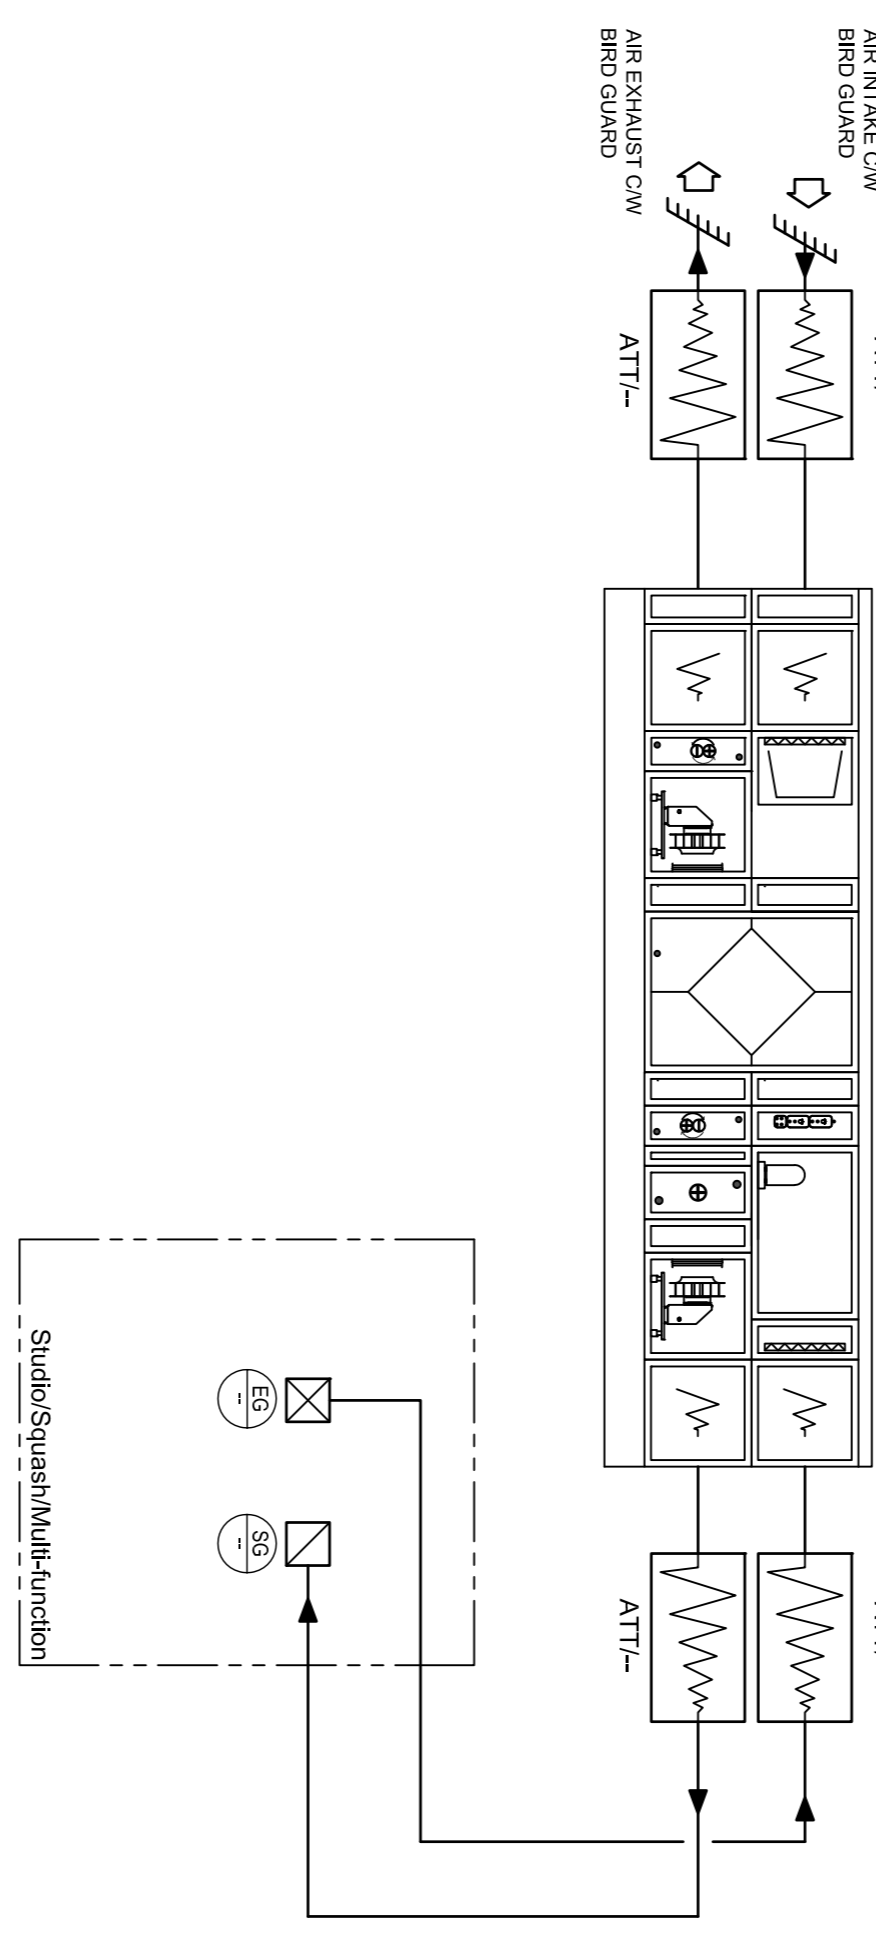 AIR INTAKE C/W
BIRD GUARD
AIR EXHAUST C/W
BIRD GUARD
ATT/--
ATT/--
EG
--
SG
--
Studio/Squash/Multi-function